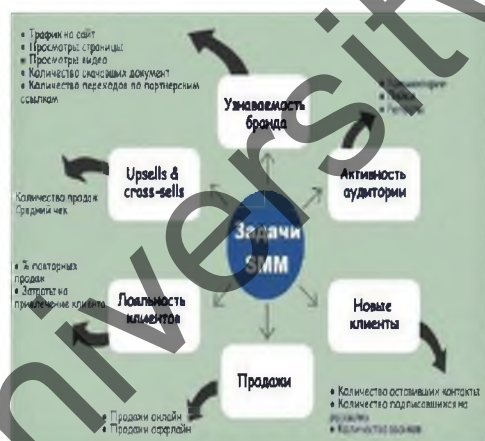 • Трафик на сайт
• Просмотры страницы
• Просмотры видео
• Количество скачавших документ
• Количество переходов по партнерским
ссылкам
Узнаваемость
бренда
Активность
аудитории
Upsells &
cross-sells
Количество продаж
Средний чек
Задачи
SMM
• % повторных
продаж
• Затраты на
привлечение клиента
Лояльность
клиентов
Новые
клиенты
Продажи
• Продажи онлайн
• Продажи оффлайн
• Количество оставивших контакты
• Количество подписавшихся на
• Количество